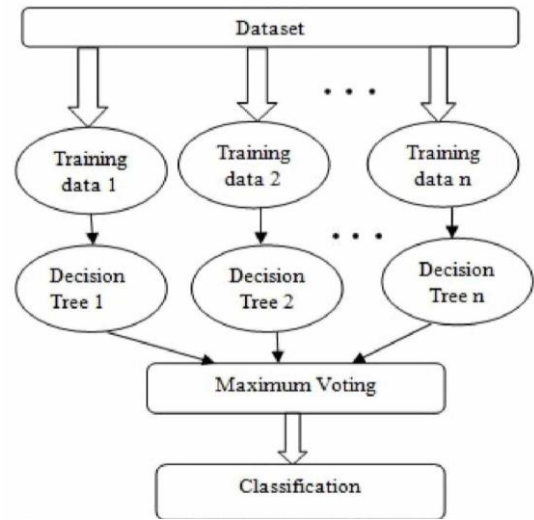 Dataset
Training
data 1
Training
data 2
Training
data n
Decision
Tree 1
Decision
Tree 2
Decision
Tree n
Maximum Voting
Classification